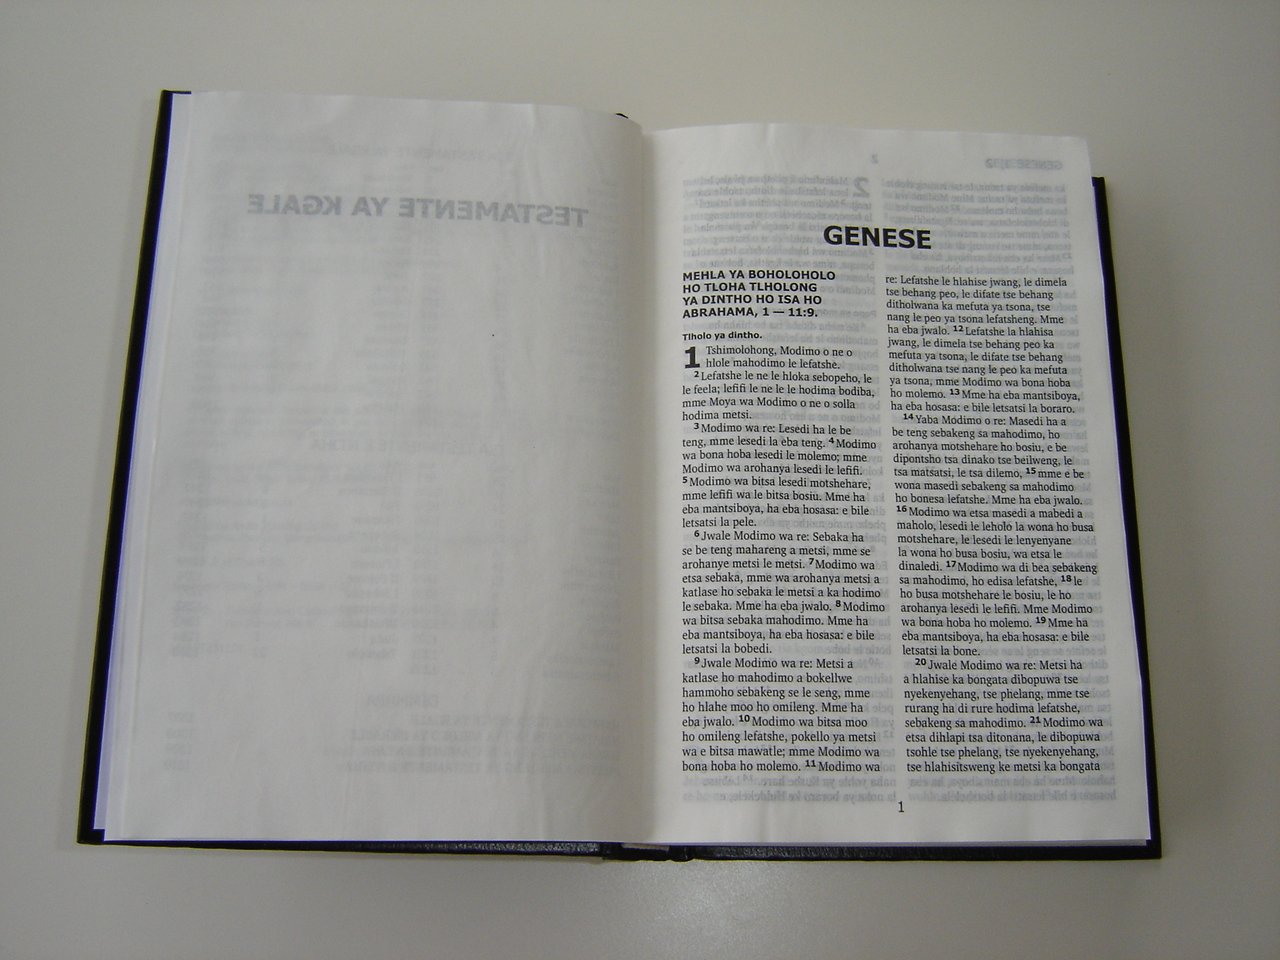 TESTAMENTE YA KGALE
GENESE
MEHLA YA BOHOLOHOLO
HO TLOHA TLHOLONG
YA DINTHO HO ISA HO
ABRAHAMA, 1 — 11:9.
Tlholo ya dintho.
1 Tshimolohong, Modimo o ne o
hlole mahodimo le lefatshe.
2 Lefatshe le ne le hloka sebopeho, le
le feela; lefifi le ne le le hodima bodiba,
mme Moya wa Modimo o ne o solla
hodima metsi.
3 Modimo wa re: Lesedi ha le be
teng, mme lesedi la eba teng. 4 Modimo
wa bona hoba lesedi le molemo; mme
Modimo wa arohanya lesedi le lefifi.
5 Modimo wa bitsa lesedi motshehare,
mme lefifi wa le bitsa bosiu. Mme ha
eba mantsiboya, ha eba hosasa: e bile
letsatsi la pele.
6 Jwale Modimo wa re: Sebaka ha
se be teng mahareng a metsi, mme se
arohanye metsi le metsi. 7 Modimo wa
etsa sebaka, mme wa arohanya metsi a
katlase ho sebaka le metsi a ka hodimo
le sebaka. Mme ha eba jwalo. 8 Modimo
wa bitsa sebaka mahodimo. Mme ha
eba mantsiboya, ha eba hosasa: e bile
letsatsi la bobedi.
9 Jwale Modimo wa re: Metsi a
katlase ho mahodimo a bokellwe
hammoho sebakeng se le seng, mme
ho hlahe moo ho omileng. Mme ha
eba jwalo. 10 Modimo wa bitsa moo
ho omileng lefatshe, pokello ya metsi
wa e bitsa mawatle; mme Modimo wa
bona hoba ho molemo. 11 Modimo wa
re: Lefatshe le hlahise jwang, le dimela
tse behang peo, le difate tse behang
ditholwana ka mefuta ya tsona, tse
nang le peo ya tsona lefatsheng. Mme
ha eba jwalo. 12 Lefatshe la hlahisa
jwang, le dimela tse behang peo ka
mefuta ya tsona, le difate tse behang
ditholwana tse nang le peo ka mefuta
ya tsona, mme Modimo wa bona hoba
ho molemo. 13 Mme ha eba mantsiboya,
ha eba hosasa: e bile letsatsi la boraro.
14 Yaba Modimo o re: Masedi ha a
be teng sebakeng sa mahodimo, ho
arohanya motshehare le bosiu, e be
dipontsho tsa dinako tse beilweng, le
tsa matsatsi, le tsa dilemo, 15 mme e be
wona masedi sebakeng sa mahodimo
ho bonesa lefatshe. Mme ha eba jwalo.
16 Modimo wa etsa masedi a mabedi a
maholo, lesedi le leholo la wona ho busa
motshehare, le lesedi le lenyenyane
la wona ho busa bosiu, wa etsa le
dinaledi. 17 Modimo wa di bea sebakeng
sa mahodimo, ho edisa lefatshe, 18 le
ho busa motshehare le bosiu, le ho
arohanya lesedi le lefifi. Mme Modimo
wa bona hoba ho molemo. 19 Mme ha
eba mantsiboya, ha eba hosasa: e bile
letsatsi la bone.
20 Jwale Modimo wa re: Metsi ha
a hlahise ka bongata dibopuwa tse
nyekenyehang, tse phelang, mme tse
rurang ha di rure hodima lefatshe,
sebakeng sa mahodimo. 21 Modimo wa
etsa dihlapi tsa ditonana, le dibopuwa
tsohle tse phelang, tse nyekenyehang,
tse hlahisitsweng ke metsi ka bongata
1